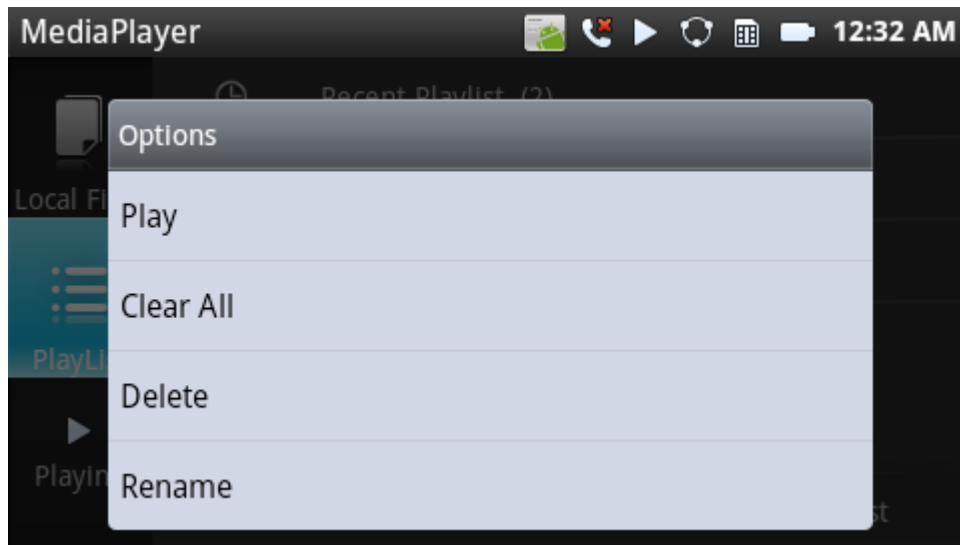 MediaPlayer 12:32 AM
Recent Playlist (2)
Options
Local Fi
Play
Clear All
PlayLi
Delete
Playin
Rename
st